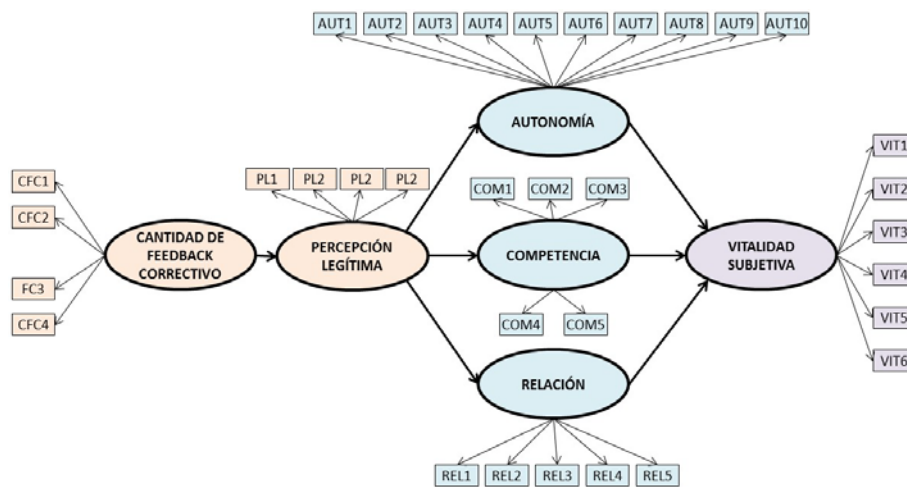 AUT1 AUT2 AUT3 AUT4 AUT5 AUT6 AUT7 AUT8 AUT9 AUT10
AUTONOMÍA
CFC1
CFC2
FC3
CFC4
CANTIDAD DE
FEEDBACK
CORRECTIVO
PL1 PL2 PL2 PL2
PERCEPCIÓN
LEGÍTIMA
COM1 COM2 COM3
COMPETENCIA
COM4 COM5
RELACIÓN
REL1 REL2 REL3 REL4 REL5
VITALIDAD
SUBJETIVA
VIT1
VIT2
VIT3
VIT4
VIT5
VIT6